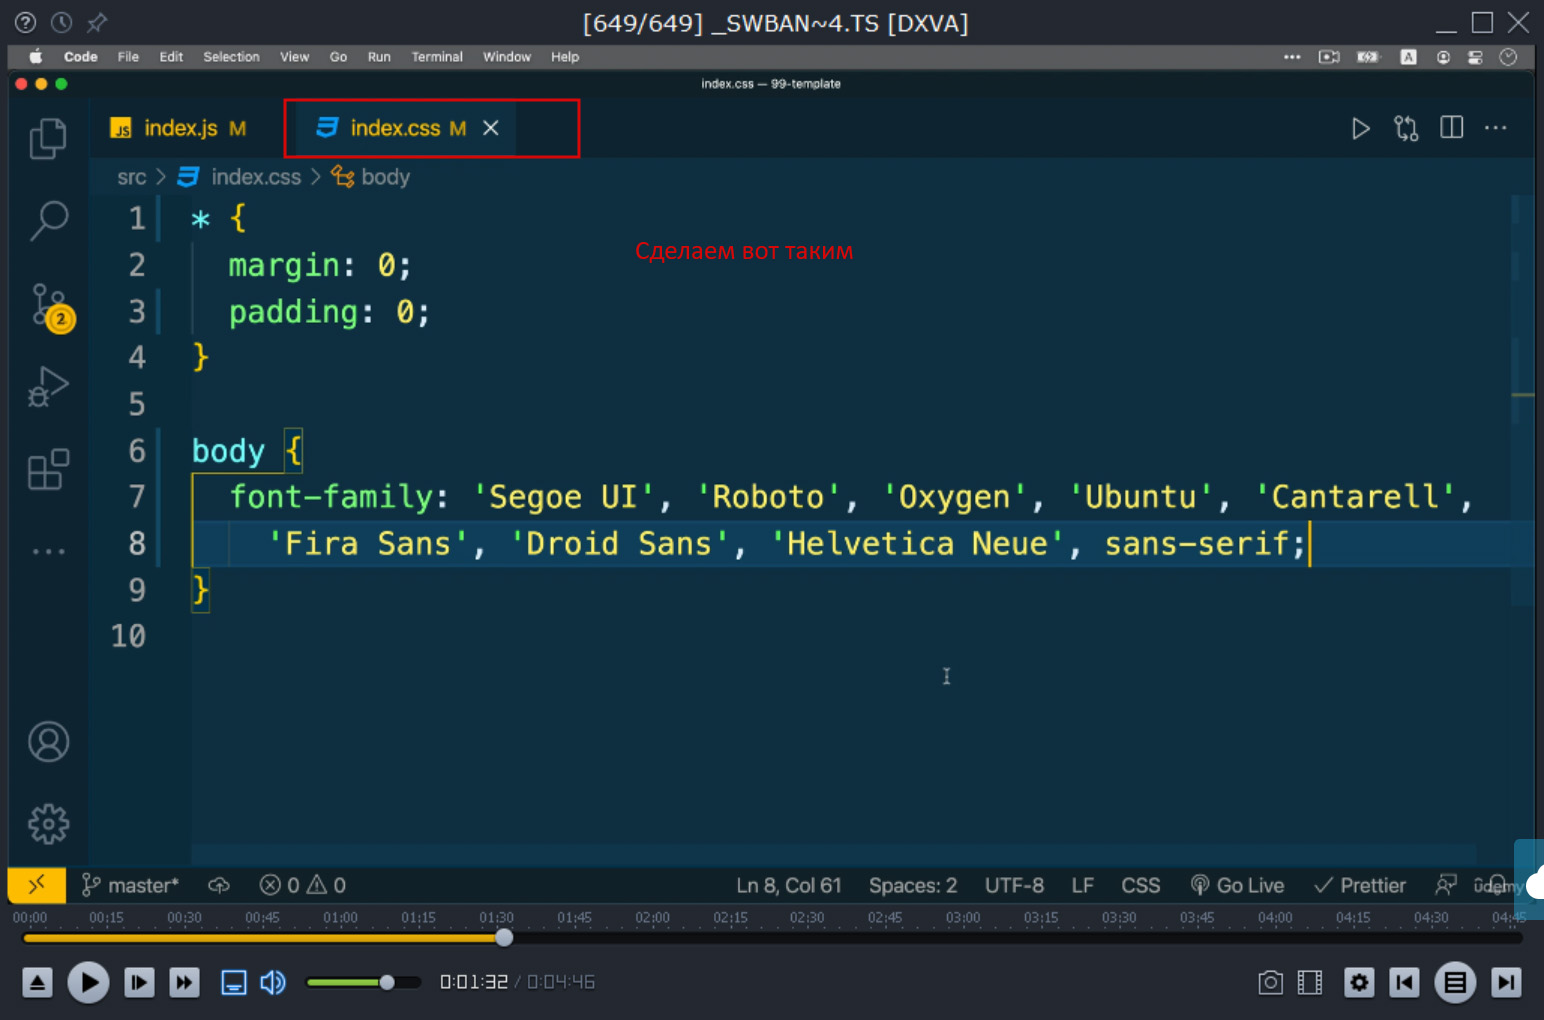 [649/649] _SWBAN~4.TS [DXVA]
Code File Edit Selection View Go Run Terminal Window Help
A
index.css — 99-template
JS index.js M index.css M
src > index.css > body
1 * {
Сделаем вот таким
2 margin: 0;
3 padding: 0;
2
4 }
5
6 body {
7 font-family: 'Segoe UI', 'Roboto', 'Oxygen', 'Ubuntu', 'Cantarell',
8 'Fira Sans', 'Droid Sans', 'Helvetica Neue', sans-serif;
9 }
10
master* 0 0 Ln 8, Col 61 Spaces: 2 UTF-8 LF CSS Go Live Prettier udemy
00:00 00:15 00:30 00:45 01:00 01:15 01:30 01:45 02:00 02:15 02:30 02:45 03:00 03:15 03:30 03:45 04:00 04:15 04:30 04:45
0:01:32 / 0:04:46